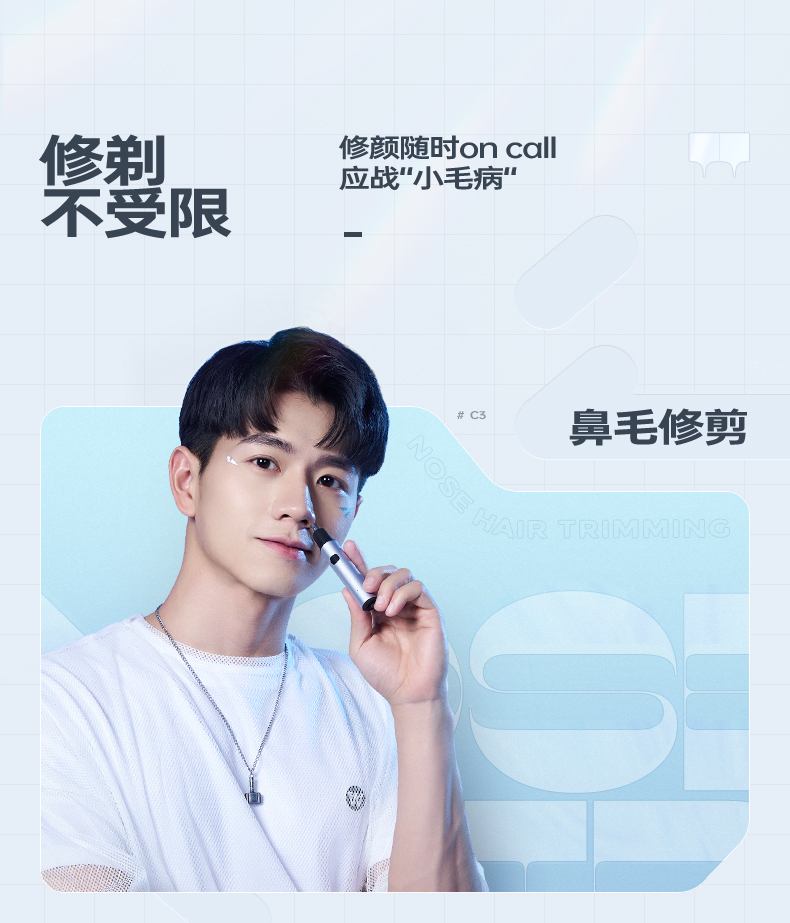 修剃
不受限
修颜随时on call
应战"小毛病"
# C3
鼻毛修剪
NOSE HAIR TRIMMING